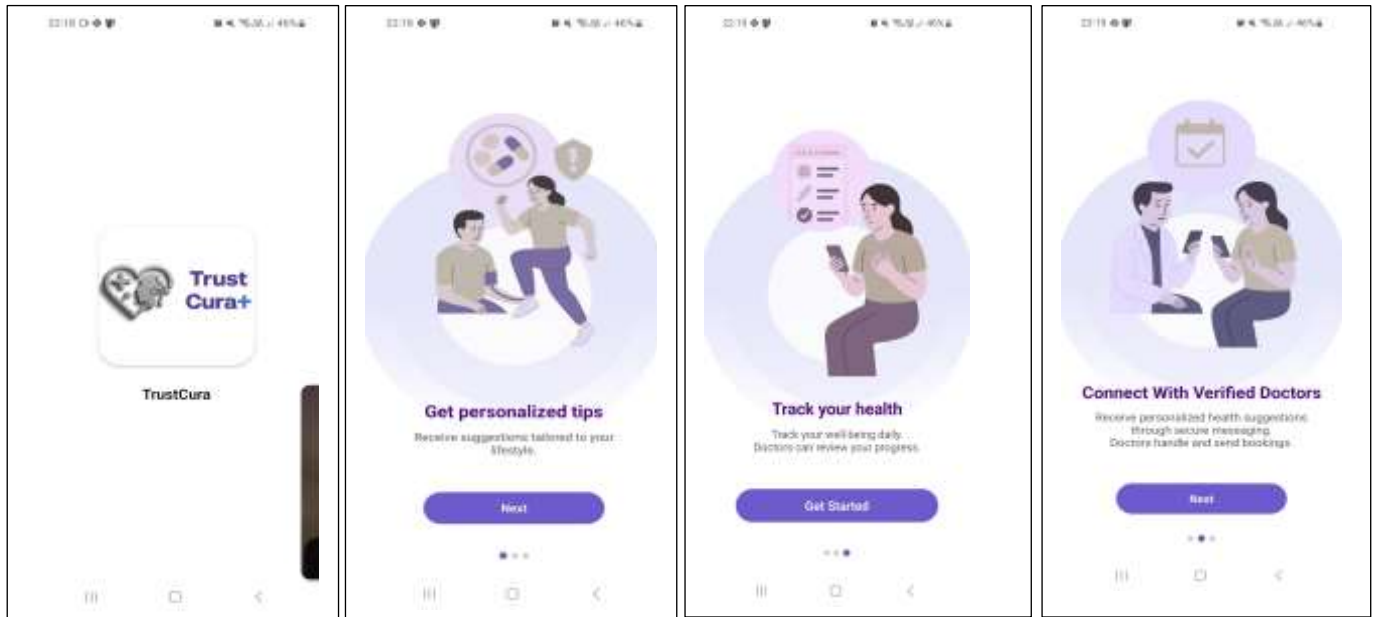 Trust
Cura+
TrustCura
Get personalized tips
Receive suggestions tailored to your
lifestyle.
Next
Track your health
Track your well-being daily.
Doctors can review your progress.
Get Started
Connect With Verified Doctors
Receive personalized health suggestions
through secure messaging.
Doctors handle and send bookings.
Next